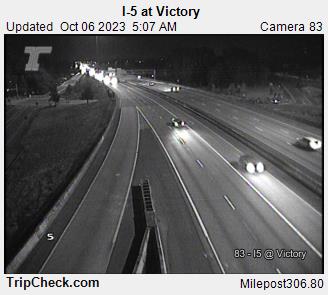 I-5 at Victory
Updated Oct 06 2023 5:07 AM Camera 83
T
S
83 - I5 @ Victory
TripCheck.com Milepost306.80